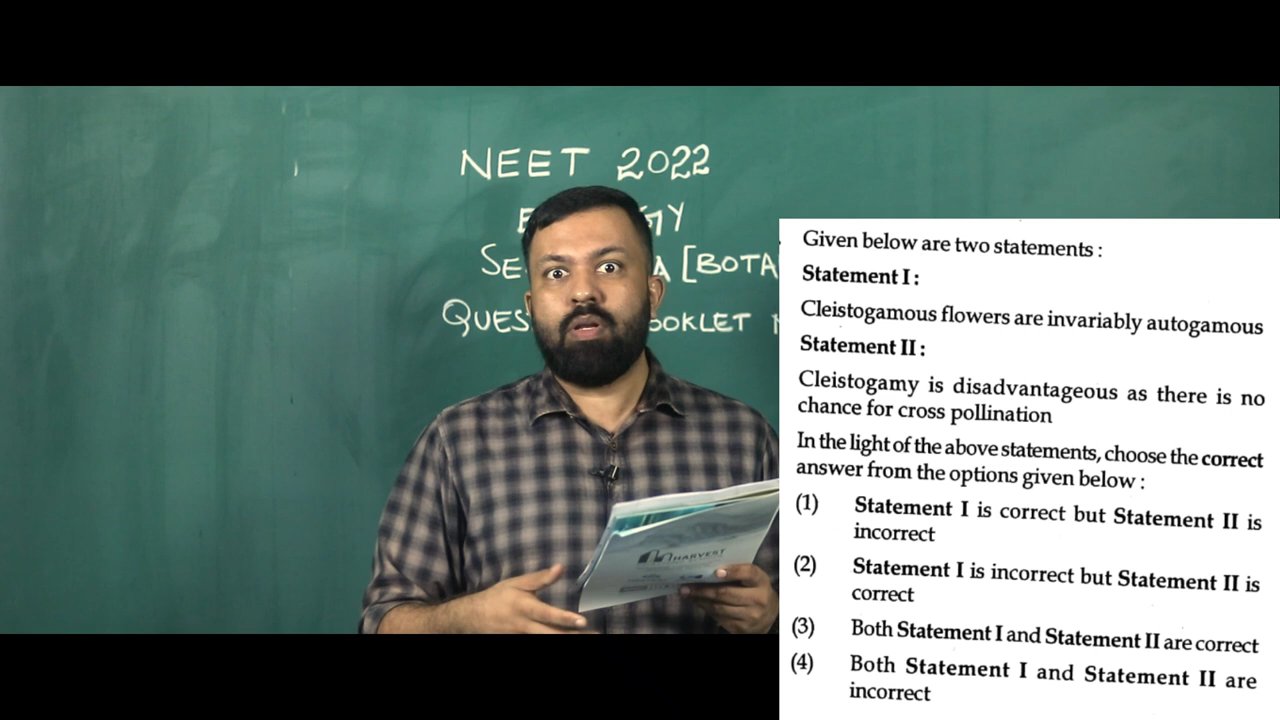 NEET 2022
[BOTA
Given below are two statements :
Statement I :
Cleistogamous flowers are invariably autogamous
Statement II :
Cleistogamy is disadvantageous as there is no
chance for cross pollination
In the light of the above statements, choose the correct
answer from the options given below :
(1) Statement I is correct but Statement II is
incorrect
(2) Statement I is incorrect but Statement II is
correct
(3) Both Statement I and Statement II are correct
(4) Both Statement I and Statement II are
incorrect
HARVEST